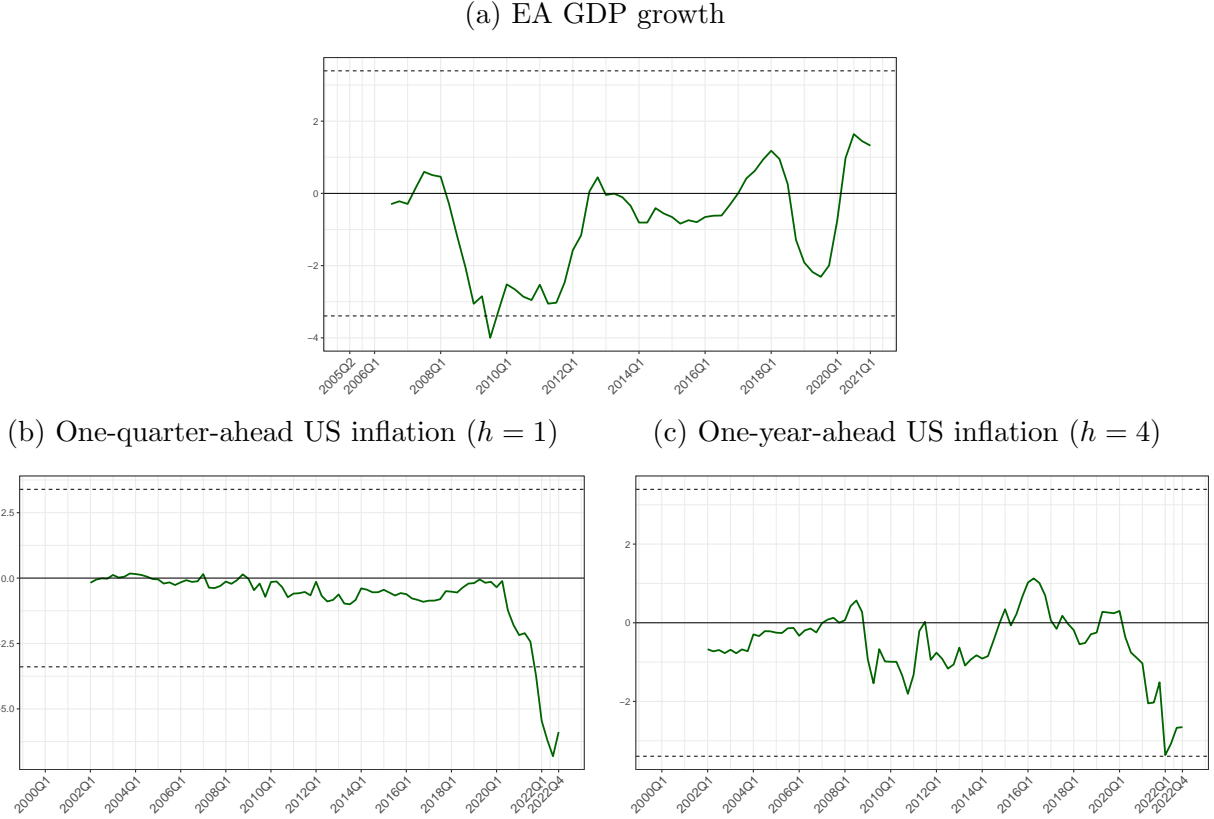 (a) EA GDP growth
2
0
−2
−4
2005Q2
2006Q1
2008Q1
2010Q1
2012Q1
2014Q1
2016Q1
2018Q1
2020Q1
2021Q1
(b) One-quarter-ahead US inflation (h = 1)
2.5
0.0
2.5
5.0
2000Q1
2002Q1
2004Q1
2006Q1
2008Q1
2010Q1
2012Q1
2014Q1
2016Q1
2018Q1
2020Q1
2022Q1
2022Q4
(c) One-year-ahead US inflation (h = 4)
2
0
−2
2000Q1
2002Q1
2004Q1
2006Q1
2008Q1
2010Q1
2012Q1
2014Q1
2016Q1
2018Q1
2020Q1
2022Q1
2022Q4